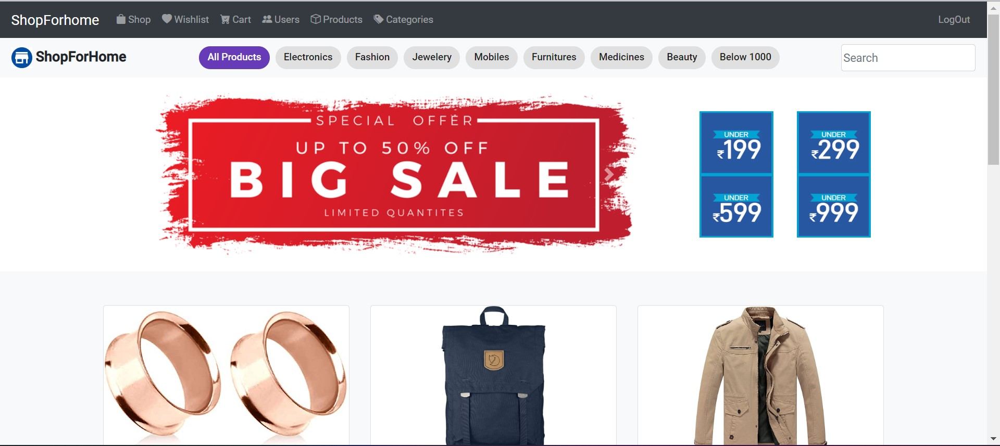 ShopForhome Shop Wishlist Cart Users Products Categories LogOut
ShopForHome All Products Electronics Fashion Jewelery Mobiles Furnitures Medicines Beauty Below 1000 Search
SPECIAL OFFER
UP TO 50% OFF
BIG SALE
LIMITED QUANTITES
UNDER
₹199
UNDER
₹299
UNDER
₹599
UNDER
₹999